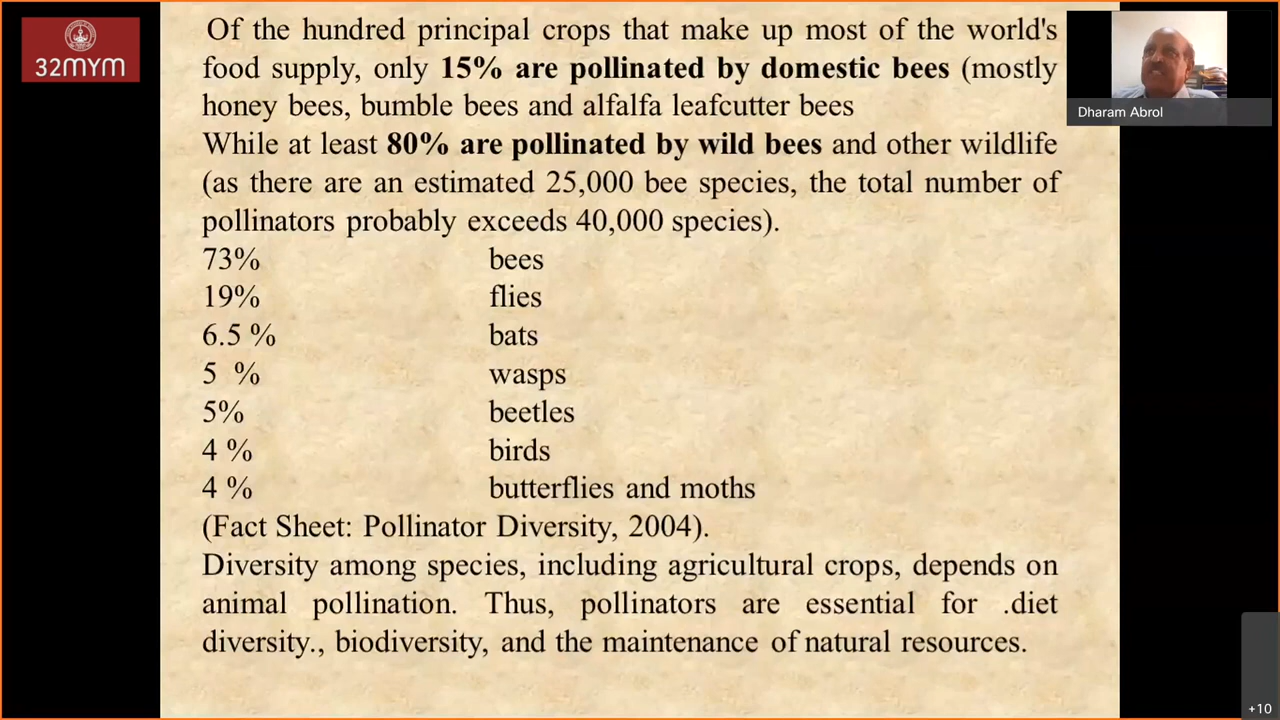 32MYM
Of the hundred principal crops that make up most of the world's
food supply, only 15% are pollinated by domestic bees (mostly
honey bees, bumble bees and alfalfa leafcutter bees
While at least 80% are pollinated by wild bees and other wildlife
(as there are an estimated 25,000 bee species, the total number of
pollinators probably exceeds 40,000 species).
73% bees
19% flies
6.5 % bats
5 % wasps
5% beetles
4 % birds
4 % butterflies and moths
(Fact Sheet: Pollinator Diversity, 2004).
Diversity among species, including agricultural crops, depends on
animal pollination. Thus, pollinators are essential for .diet
diversity., biodiversity, and the maintenance of natural resources.
Dharam Abrol
+10